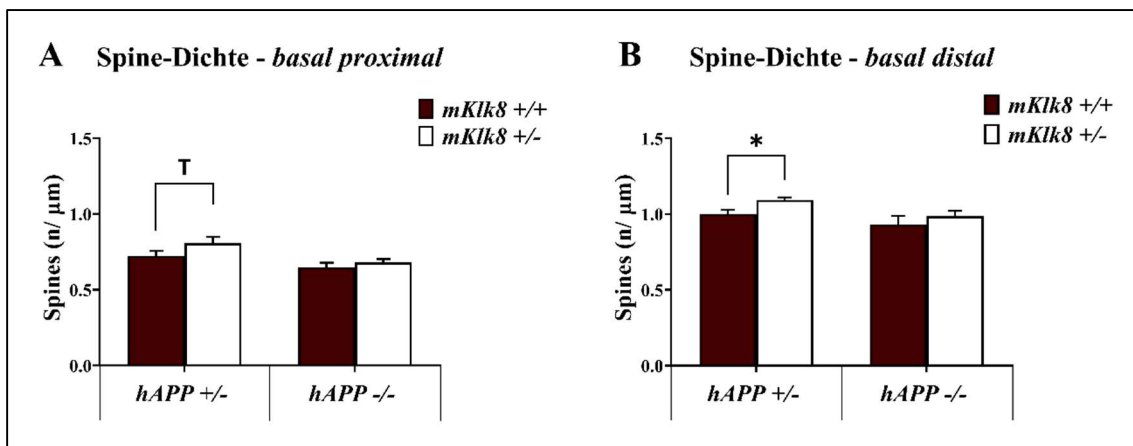 A Spine-Dichte - basal proximal
mKlk8 +/+
mKlk8 +/-
1.5
1.0
0.5
0.0
Spines (n/ µm)
T
hAPP +/-
hAPP -/-
B Spine-Dichte - basal distal
mKlk8 +/+
mKlk8 +/-
1.5
1.0
0.5
0.0
Spines (n/ µm)
*
hAPP +/-
hAPP -/-